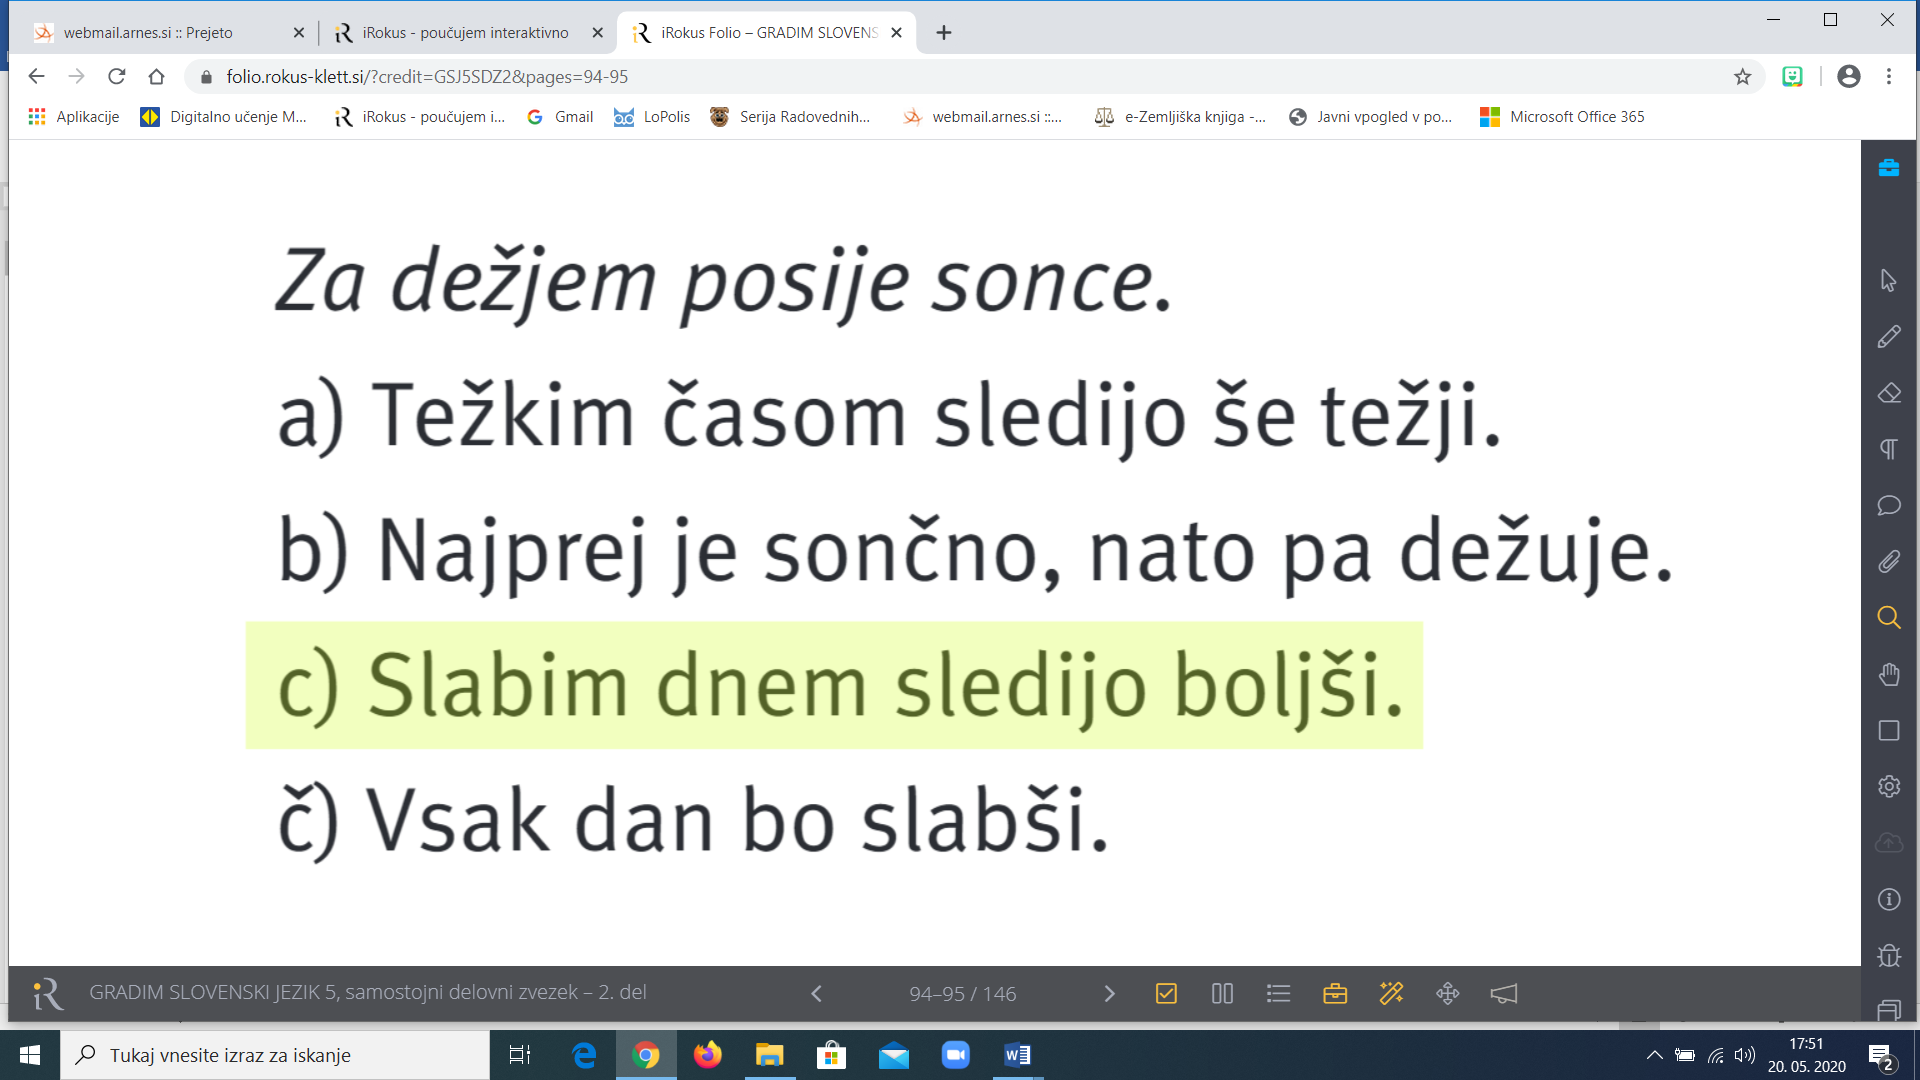 webmail.arnes.si :: Prejeto
iRokus - poučujem interaktivno
iRokus Folio – GRADIM SLOVENS
folio.rokus-klett.si/?credit=GSJ5SDZ2&pages=94-95
Aplikacije
Digitalno učenje M...
iRokus - poučujem i...
Gmail
LoPolis
Serija Radovednih...
webmail.arnes.si ::...
e-Zemljiška knjiga -...
Javni vpogled v po...
Microsoft Office 365
Za dežjem posije sonce.
a) Težkim časom sledijo še težji.
b) Najprej je sončno, nato pa dežuje.
c) Slabim dnem sledijo boljši.
č) Vsak dan bo slabši.
GRADIM SLOVENSKI JEZIK 5, samostojni delovni zvezek – 2. del
94–95 / 146
Tukaj vnesite izraz za iskanje
17:51
20. 05. 2020
2